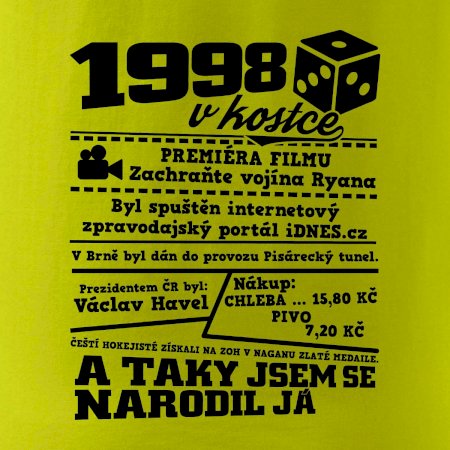 1998
v kostce
PREMIÉRA FILMU
Zachraňte vojína Ryana
Byl spuštěn internetový
zpravodajský portál iDNES.cz
V Brně byl dán do provozu Pisárecký tunel.
Prezidentem ČR byl:
Václav Havel
Nákup:
CHLEBA ... 15,80 KČ
PIVO
7,20 KČ
ČEŠTÍ HOKEJISTÉ ZÍSKALI NA ZOH V NAGANU ZLATÉ MEDAILE.
A TAKY JSEM SE
NARODIL JÁ